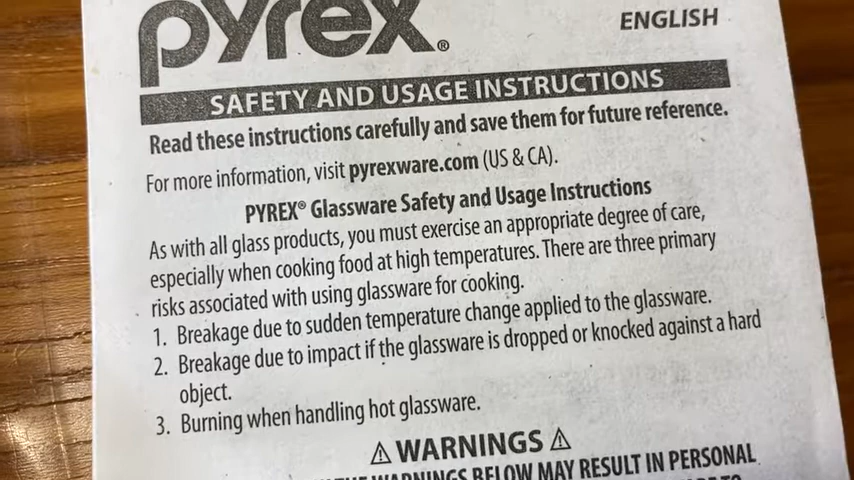 pyrex®
ENGLISH
SAFETY AND USAGE INSTRUCTIONS
Read these instructions carefully and save them for future reference.
For more information, visit pyrexware.com (US & CA).
PYREX® Glassware Safety and Usage Instructions
As with all glass products, you must exercise an appropriate degree of care,
especially when cooking food at high temperatures. There are three primary
risks associated with using glassware for cooking.
1. Breakage due to sudden temperature change applied to the glassware.
2. Breakage due to impact if the glassware is dropped or knocked against a hard
object.
3. Burning when handling hot glassware.
⚠ WARNINGS ⚠
WARNINGS BELOW MAY RESULT IN PERSONAL